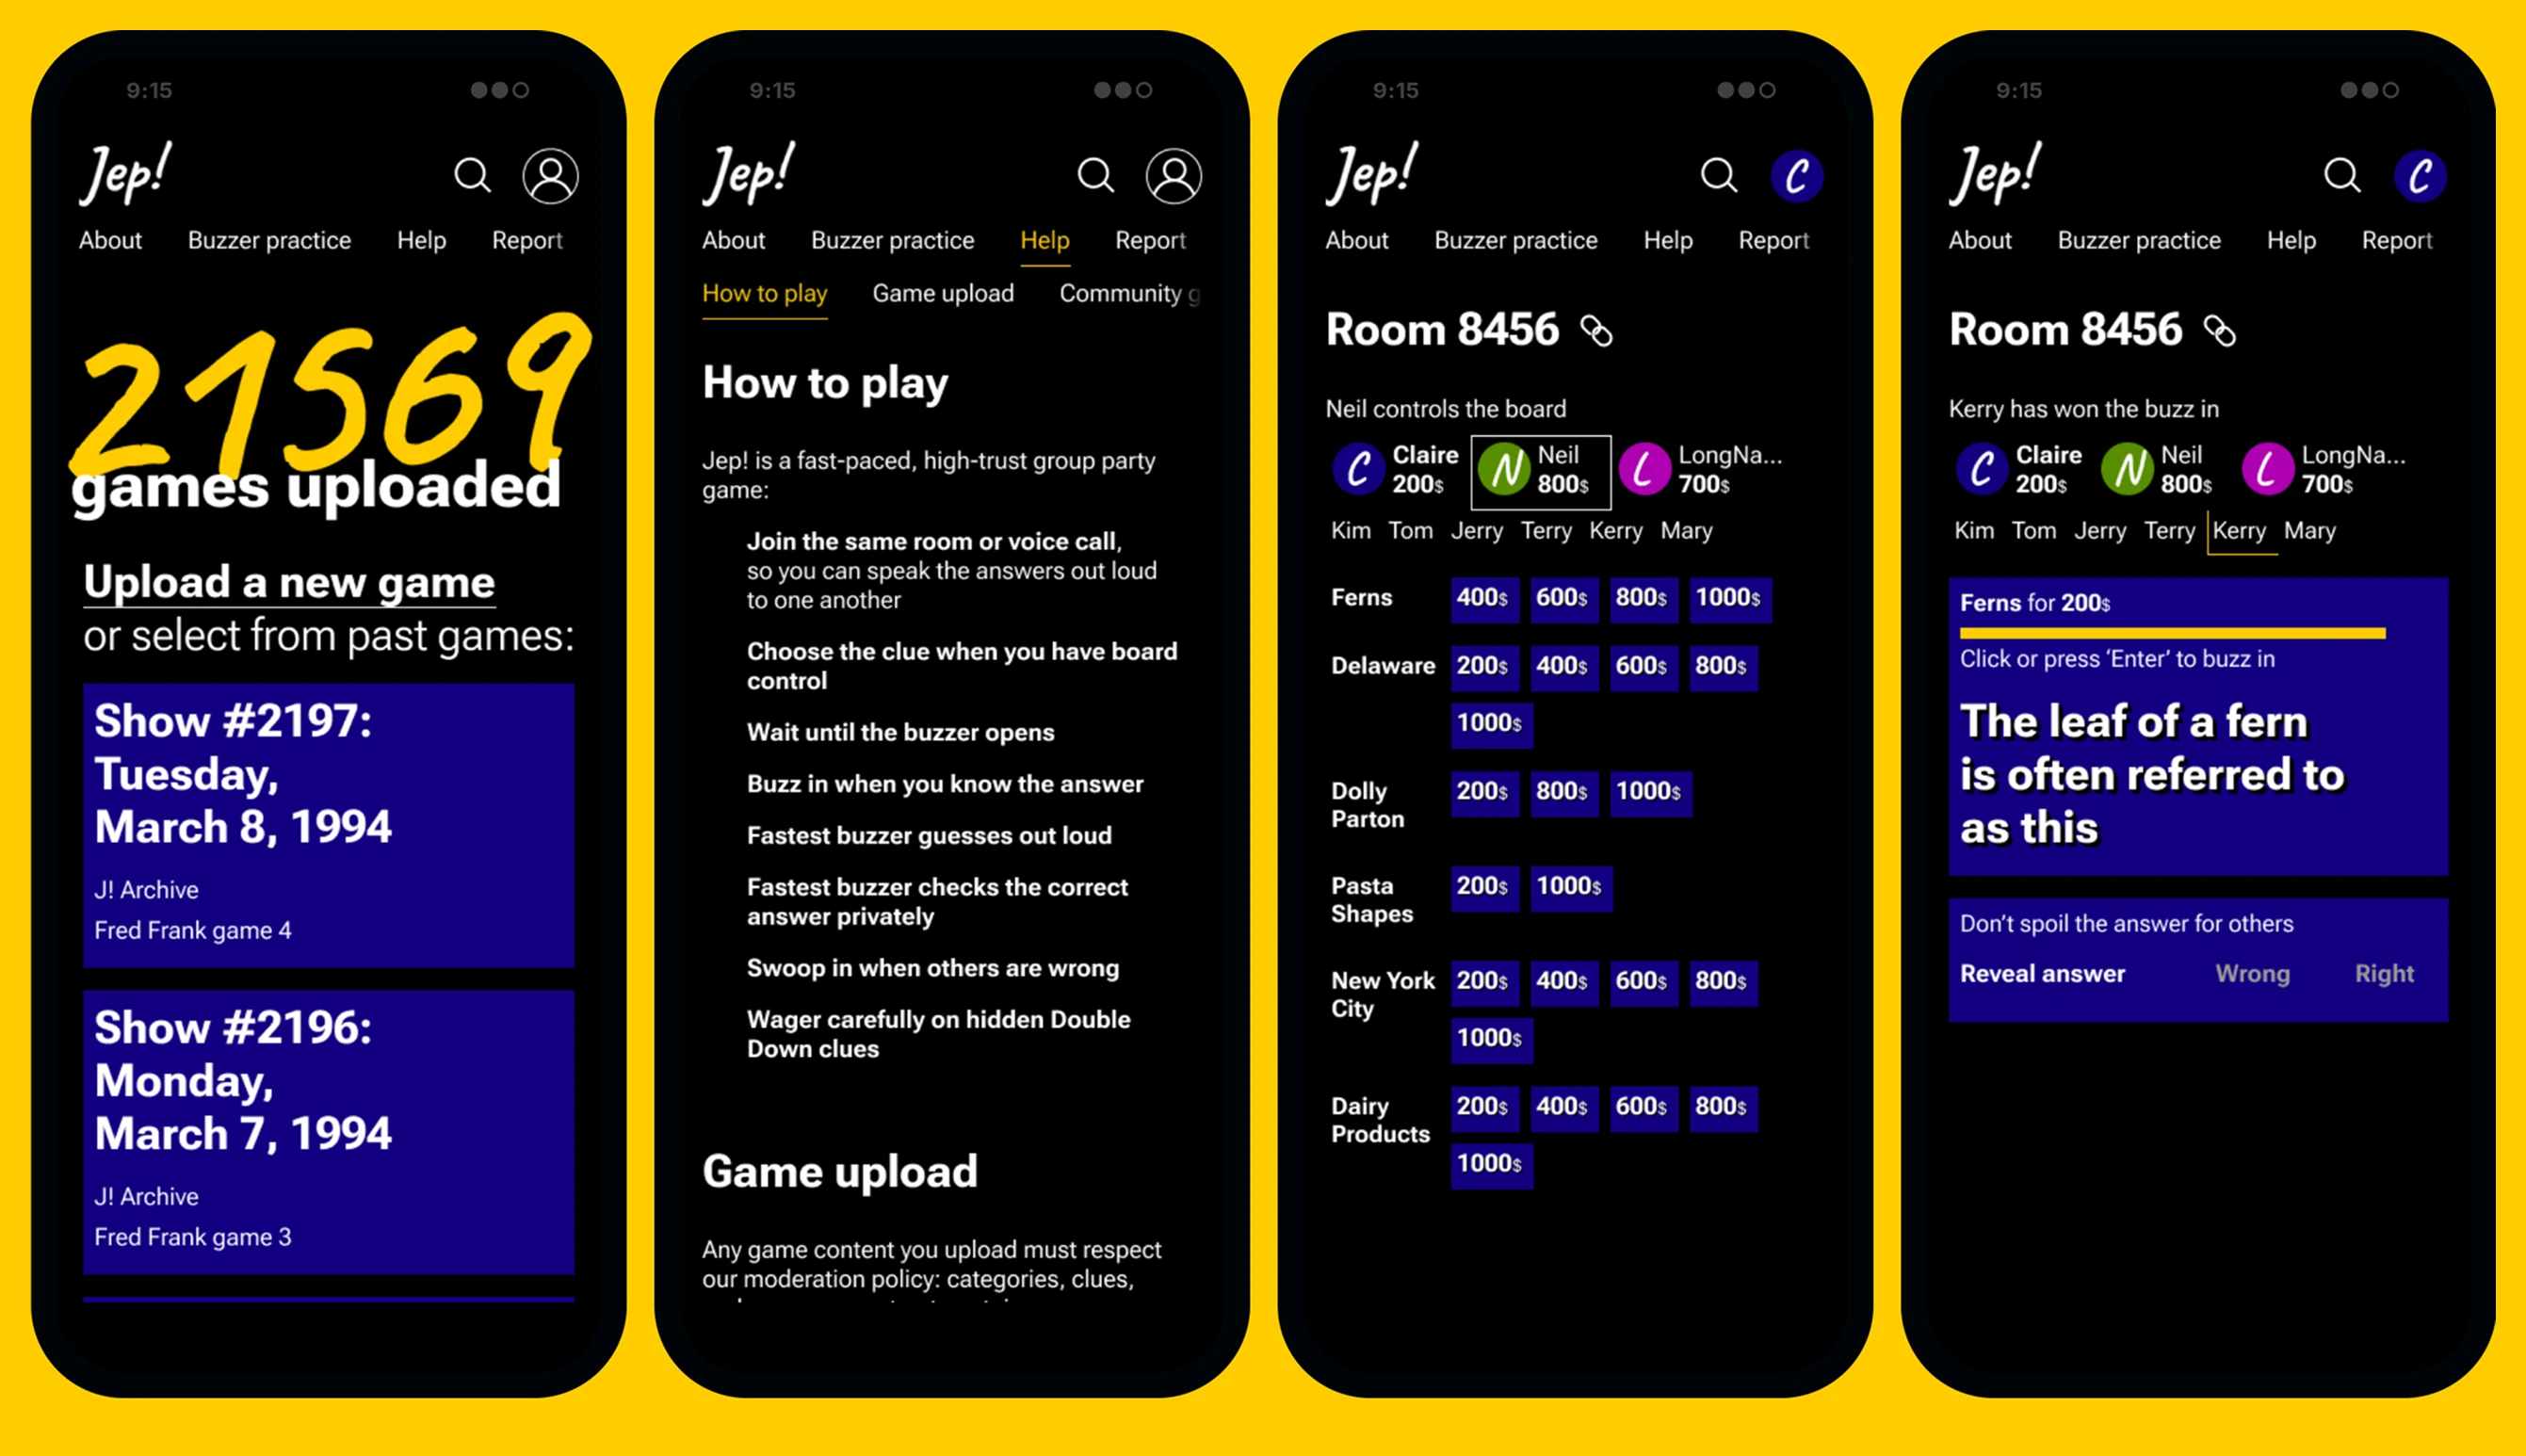 9:15
Jep!
About Buzzer practice Help Report
21569
games uploaded
Upload a new game
or select from past games:
Show #2197:
Tuesday,
March 8, 1994
J! Archive
Fred Frank game 4
Show #2196:
Monday,
March 7, 1994
J! Archive
Fred Frank game 3
9:15
Jep!
About Buzzer practice Help Report
How to play Game upload Community g
How to play
Jep! is a fast-paced, high-trust group party
game:
Join the same room or voice call,
so you can speak the answers out loud
to one another
Choose the clue when you have board
control
Wait until the buzzer opens
Buzz in when you know the answer
Fastest buzzer guesses out loud
Fastest buzzer checks the correct
answer privately
Swoop in when others are wrong
Wager carefully on hidden Double
Down clues
Game upload
Any game content you upload must respect
our moderation policy: categories, clues,
9:15
Jep!
C
About Buzzer practice Help Report
Room 8456
Neil controls the board
C Claire 200$
N Neil 800$
L LongNa... 700$
Kim Tom Jerry Terry Kerry Mary
Ferns 400$ 600$ 800$ 1000$
Delaware 200$ 400$ 600$ 800$
1000$
Dolly Parton 200$ 800$ 1000$
Pasta Shapes 200$ 1000$
New York City 200$ 400$ 600$ 800$
1000$
Dairy Products 200$ 400$ 600$ 800$
1000$
9:15
Jep!
C
About Buzzer practice Help Report
Room 8456
Kerry has won the buzz in
C Claire 200$
N Neil 800$
L LongNa... 700$
Kim Tom Jerry Terry Kerry Mary
Ferns for 200$
Click or press ‘Enter’ to buzz in
The leaf of a fern
is often referred to
as this
Don’t spoil the answer for others
Reveal answer Wrong Right